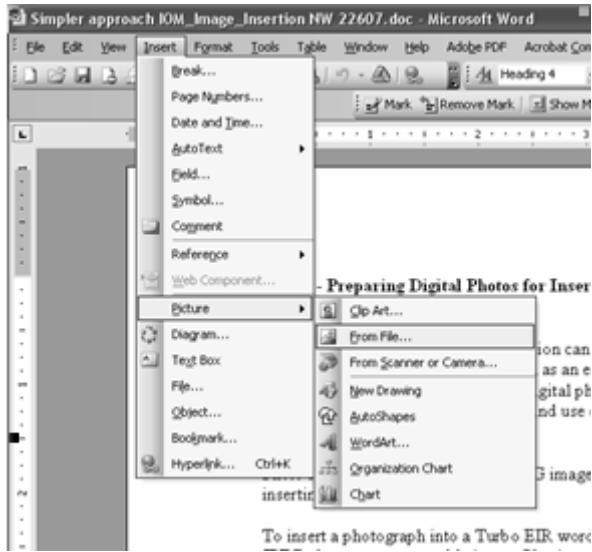 Simpler approach IOM_Image_Insertion NW 22607.doc - Microsoft Word
File Edit View Insert Format Tools Table Window Help Adobe PDF Acrobat
Heading 4
Mark Remove Mark Show
Break...
Page Numbers...
Date and Time...
AutoText
Field...
Symbol...
Comment
Reference
Web Component...
Picture
Diagram...
Text Box
File...
Object...
Bookmark...
Hyperlink... Ctrl+K
Clip Art...
From File...
From Scanner or Camera...
New Drawing
AutoShapes
WordArt...
Organization Chart
Chart
1 2 3
- Preparing Digital Photos for Inser
ion can
as an e
gital ph
nd use
G image
insertin
To insert a photograph into a Turbo EIR word